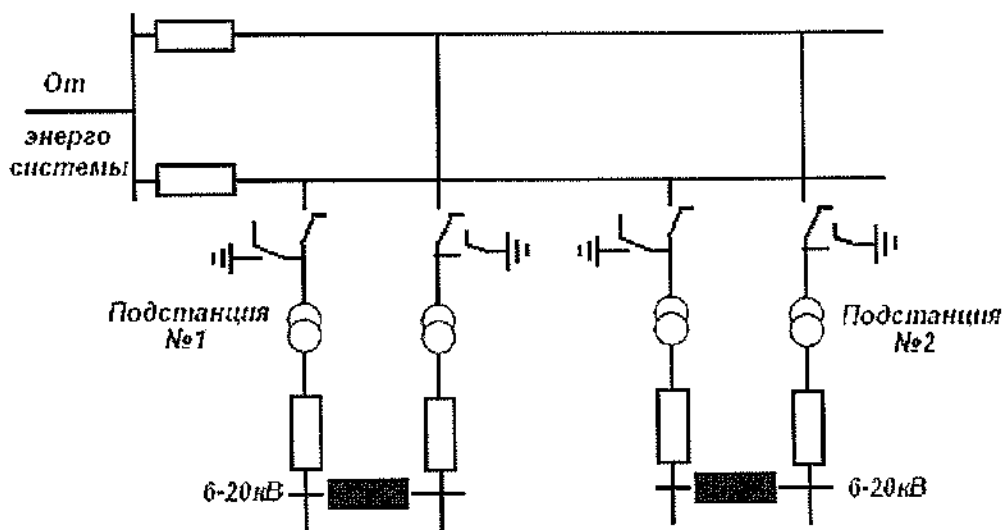 От
энерго
системы
Подстанция
№1
Подстанция
№2
6-20кВ
6-20кВ